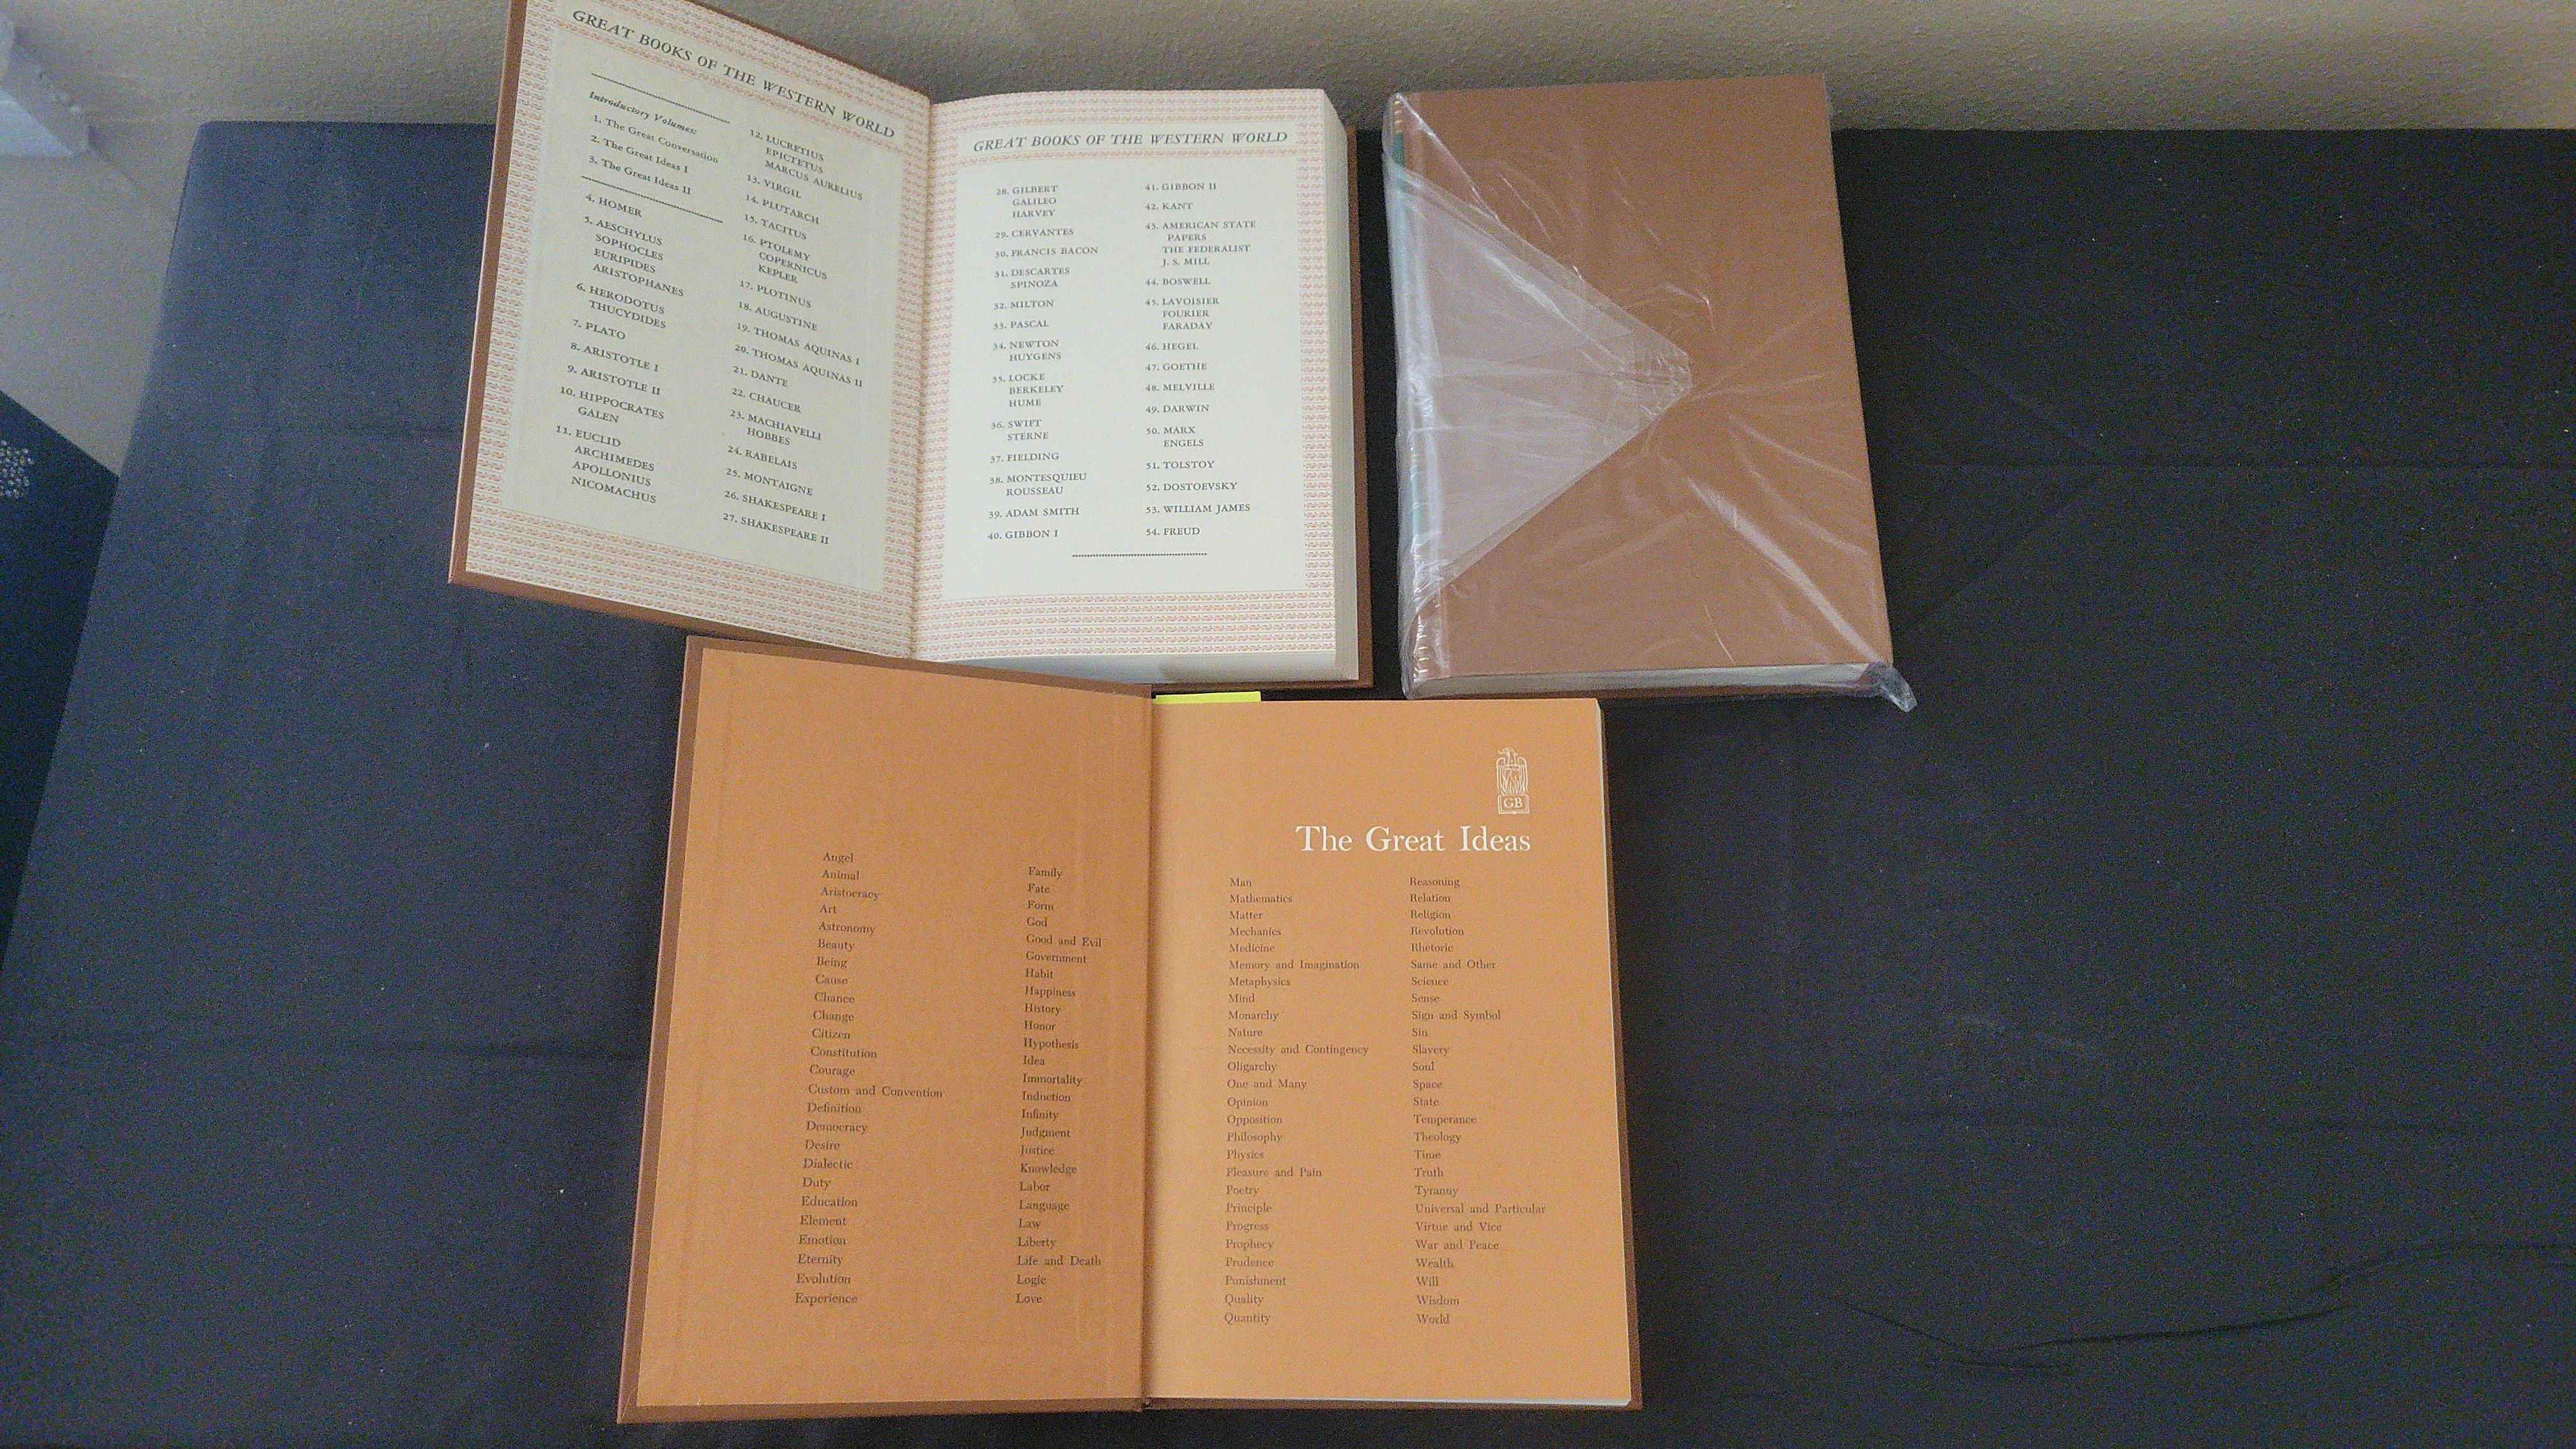 GREAT BOOKS OF THE WESTERN WORLD
Introductory Volumes:
1. The Great Conversation
2. The Great Ideas I
3. The Great Ideas II
4. HOMER
5. AESCHYLUS
SOPHOCLES
EURIPIDES
ARISTOPHANES
6. HERODOTUS
THUCYDIDES
7. PLATO
8. ARISTOTLE I
9. ARISTOTLE II
10. HIPPOCRATES
GALEN
11. EUCLID
ARCHIMEDES
APOLLONIUS
NICOMACHUS
12. LUCRETIUS
EPICTETUS
MARCUS AURELIUS
13. VIRGIL
14. PLUTARCH
15. TACITUS
16. PTOLEMY
COPERNICUS
KEPLER
17. PLOTINUS
18. AUGUSTINE
19. THOMAS AQUINAS I
20. THOMAS AQUINAS II
21. DANTE
22. CHAUCER
23. MACHIAVELLI
HOBBES
24. RABELAIS
25. MONTAIGNE
26. SHAKESPEARE I
27. SHAKESPEARE II
GREAT BOOKS OF THE WESTERN WORLD
28. GILBERT
GALILEO
HARVEY
29. CERVANTES
30. FRANCIS BACON
31. DESCARTES
SPINOZA
32. MILTON
33. PASCAL
34. NEWTON
HUYGENS
35. LOCKE
BERKELEY
HUME
36. SWIFT
STERNE
37. FIELDING
38. MONTESQUIEU
ROUSSEAU
39. ADAM SMITH
40. GIBBON I
41. GIBBON II
42. KANT
43. AMERICAN STATE
PAPERS
THE FEDERALIST
J. S. MILL
44. BOSWELL
45. LAVOISIER
FOURIER
FARADAY
46. HEGEL
47. GOETHE
48. MELVILLE
49. DARWIN
50. MARX
ENGELS
51. TOLSTOY
52. DOSTOEVSKY
53. WILLIAM JAMES
54. FREUD
Angel
Animal
Aristocracy
Art
Astronomy
Beauty
Being
Cause
Chance
Change
Citizen
Constitution
Courage
Custom and Convention
Definition
Democracy
Desire
Dialectic
Duty
Education
Element
Emotion
Eternity
Evolution
Experience
Family
Fate
Form
God
Good and Evil
Government
Habit
Happiness
History
Honor
Hypothesis
Idea
Immortality
Induction
Infinity
Judgment
Justice
Knowledge
Labor
Language
Law
Liberty
Life and Death
Logic
Love
GB
The Great Ideas
Man
Mathematics
Matter
Mechanics
Medicine
Memory and Imagination
Metaphysics
Mind
Monarchy
Nature
Necessity and Contingency
Oligarchy
One and Many
Opinion
Opposition
Philosophy
Physics
Pleasure and Pain
Poetry
Principle
Progress
Prophecy
Prudence
Punishment
Quality
Quantity
Reasoning
Relation
Religion
Revolution
Rhetoric
Same and Other
Science
Sense
Sign and Symbol
Sin
Slavery
Soul
Space
State
Temperance
Theology
Time
Truth
Tyranny
Universal and Particular
Virtue and Vice
War and Peace
Wealth
Will
Wisdom
World